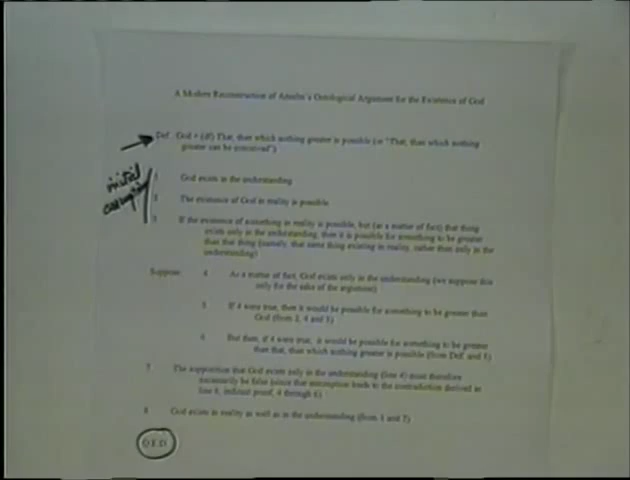 A Modern Reconstruction of Anselm's Ontological Argument for the Existence of God
Def God = (df) That, than which nothing greater is possible (or "That, than which nothing
greater can be conceived")
initial
assumptions
1 God exists in the understanding
2 The existence of God in reality is possible
3 If the existence of something in reality is possible, but (as a matter of fact) that thing
exists only in the understanding, then it is possible for something to be greater
than that thing (namely, that same thing existing in reality, rather than only in the
understanding)
Suppose 4 As a matter of fact, God exists only in the understanding (we suppose this
only for the sake of the argument)
5 If 4 were true, then it would be possible for something to be greater than
God (from 2, 4 and 3)
6 But then, if 4 were true, it would be possible for something to be greater
than that, than which nothing greater is possible (from Def. and 5)
7 The supposition that God exists only in the understanding (line 4) must therefore
necessarily be false (since that assumption leads to the contradiction derived in
line 6, indirect proof, 4 through 6)
8 God exists in reality as well as in the understanding (from 1 and 7)
Q.E.D.